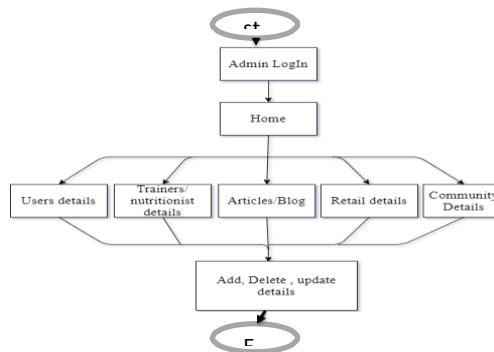 Admin LogIn
Home
Users details
Trainers/
nutritionist
details
Articles/Blog
Retail details
Community
Details
Add, Delete , update
details